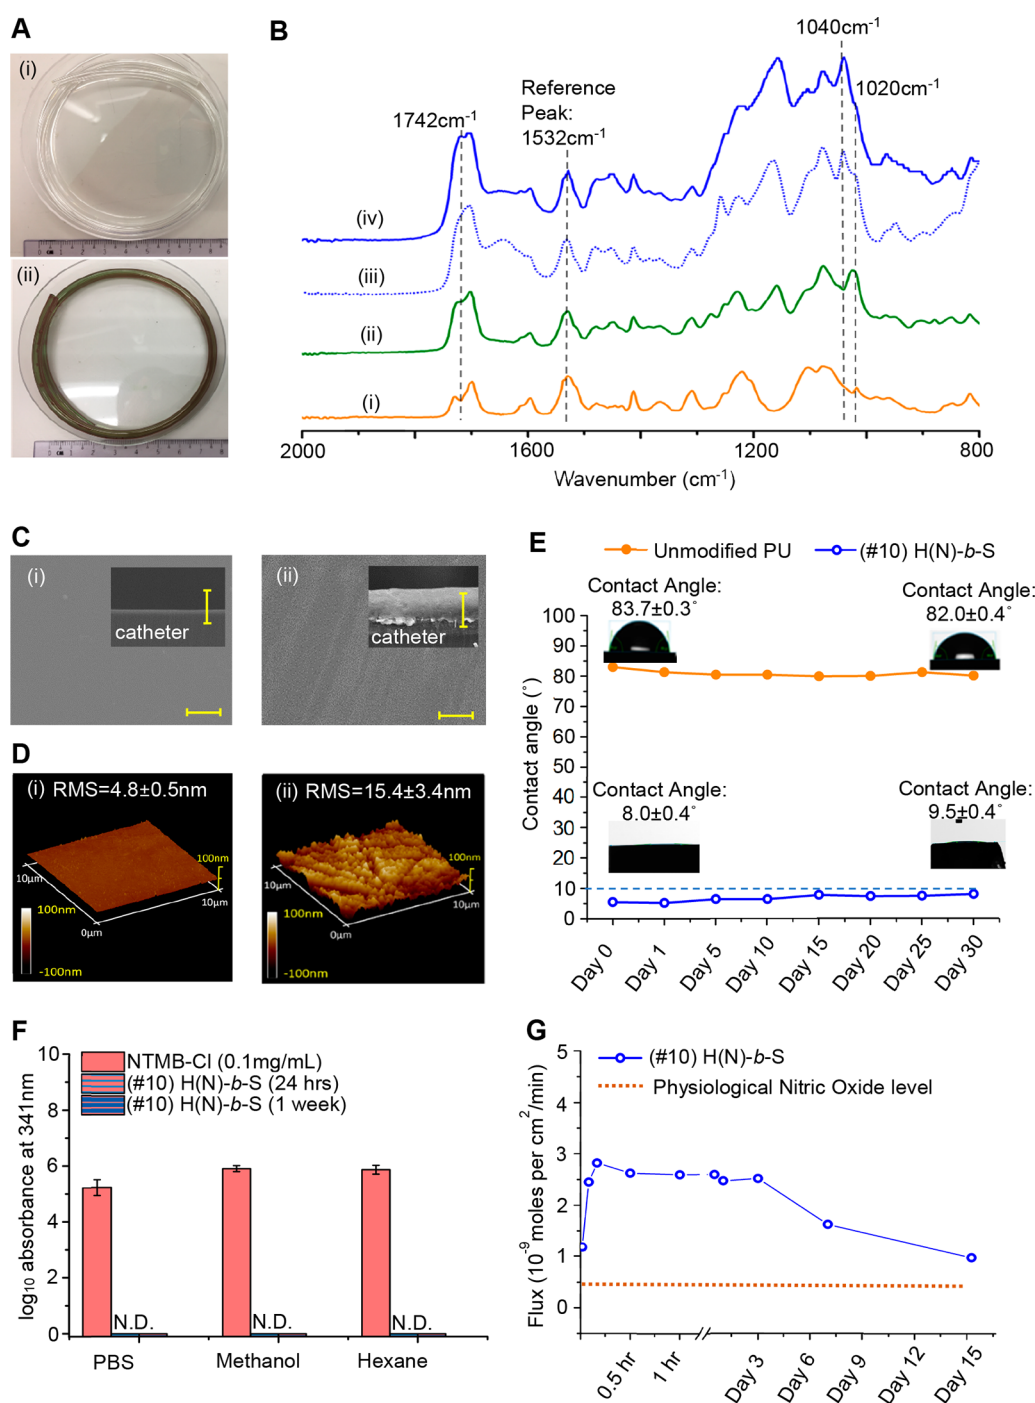 A
(i)
(ii)
B
1040cm-1
1020cm-1
Reference
Peak:
1532cm-1
1742cm-1
(iv)
(iii)
(ii)
(i)
2000
1600
1200
800
Wavenumber (cm-1)
C
(i)
catheter
(ii)
catheter
D
(i) RMS=4.8±0.5nm
100nm
10µm
10µm
0µm
100nm
-100nm
(ii) RMS=15.4±3.4nm
100nm
10µm
10µm
0µm
100nm
-100nm
E
Unmodified PU
(#10) H(N)-b-S
Contact Angle:
83.7±0.3°
Contact Angle:
82.0±0.4°
Contact Angle:
8.0±0.4°
Contact Angle:
9.5±0.4°
Contact angle (°)
100
90
80
70
60
100
90
80
70
60
50
40
30
20
10
0
Day 0
Day 1
Day 5
Day 10
Day 15
Day 20
Day 25
Day 30
F
NTMB-Cl (0.1mg/mL)
(#10) H(N)-b-S (24 hrs)
(#10) H(N)-b-S (1 week)
log10 absorbance at 341nm
10
8
6
4
2
0
N.D.
N.D.
N.D.
PBS
Methanol
Hexane
G
(#10) H(N)-b-S
Physiological Nitric Oxide level
Flux (10-9 moles per cm2/min)
5
4
3
2
1
0
0.5 hr
1 hr
Day 3
Day 6
Day 9
Day 12
Day 15